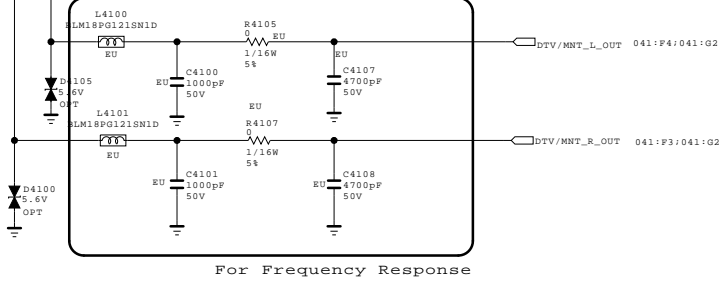 L4100
BLM18PG121SN1D
EU
R4105
0 EU
1/16W
5%
EU
DTV/MNT_L_OUT 041:F4;041:G2
D4105
5.6V
OPT
EU
C4100
1000pF
50V
C4107
4700pF
50V
L4101
BLM18PG121SN1D
EU
EU
R4107
0
1/16W
5%
DTV/MNT_R_OUT 041:F3;041:G2
D4100
5.6V
OPT
EU
C4101
1000pF
50V
EU
C4108
4700pF
50V
For Frequency Response